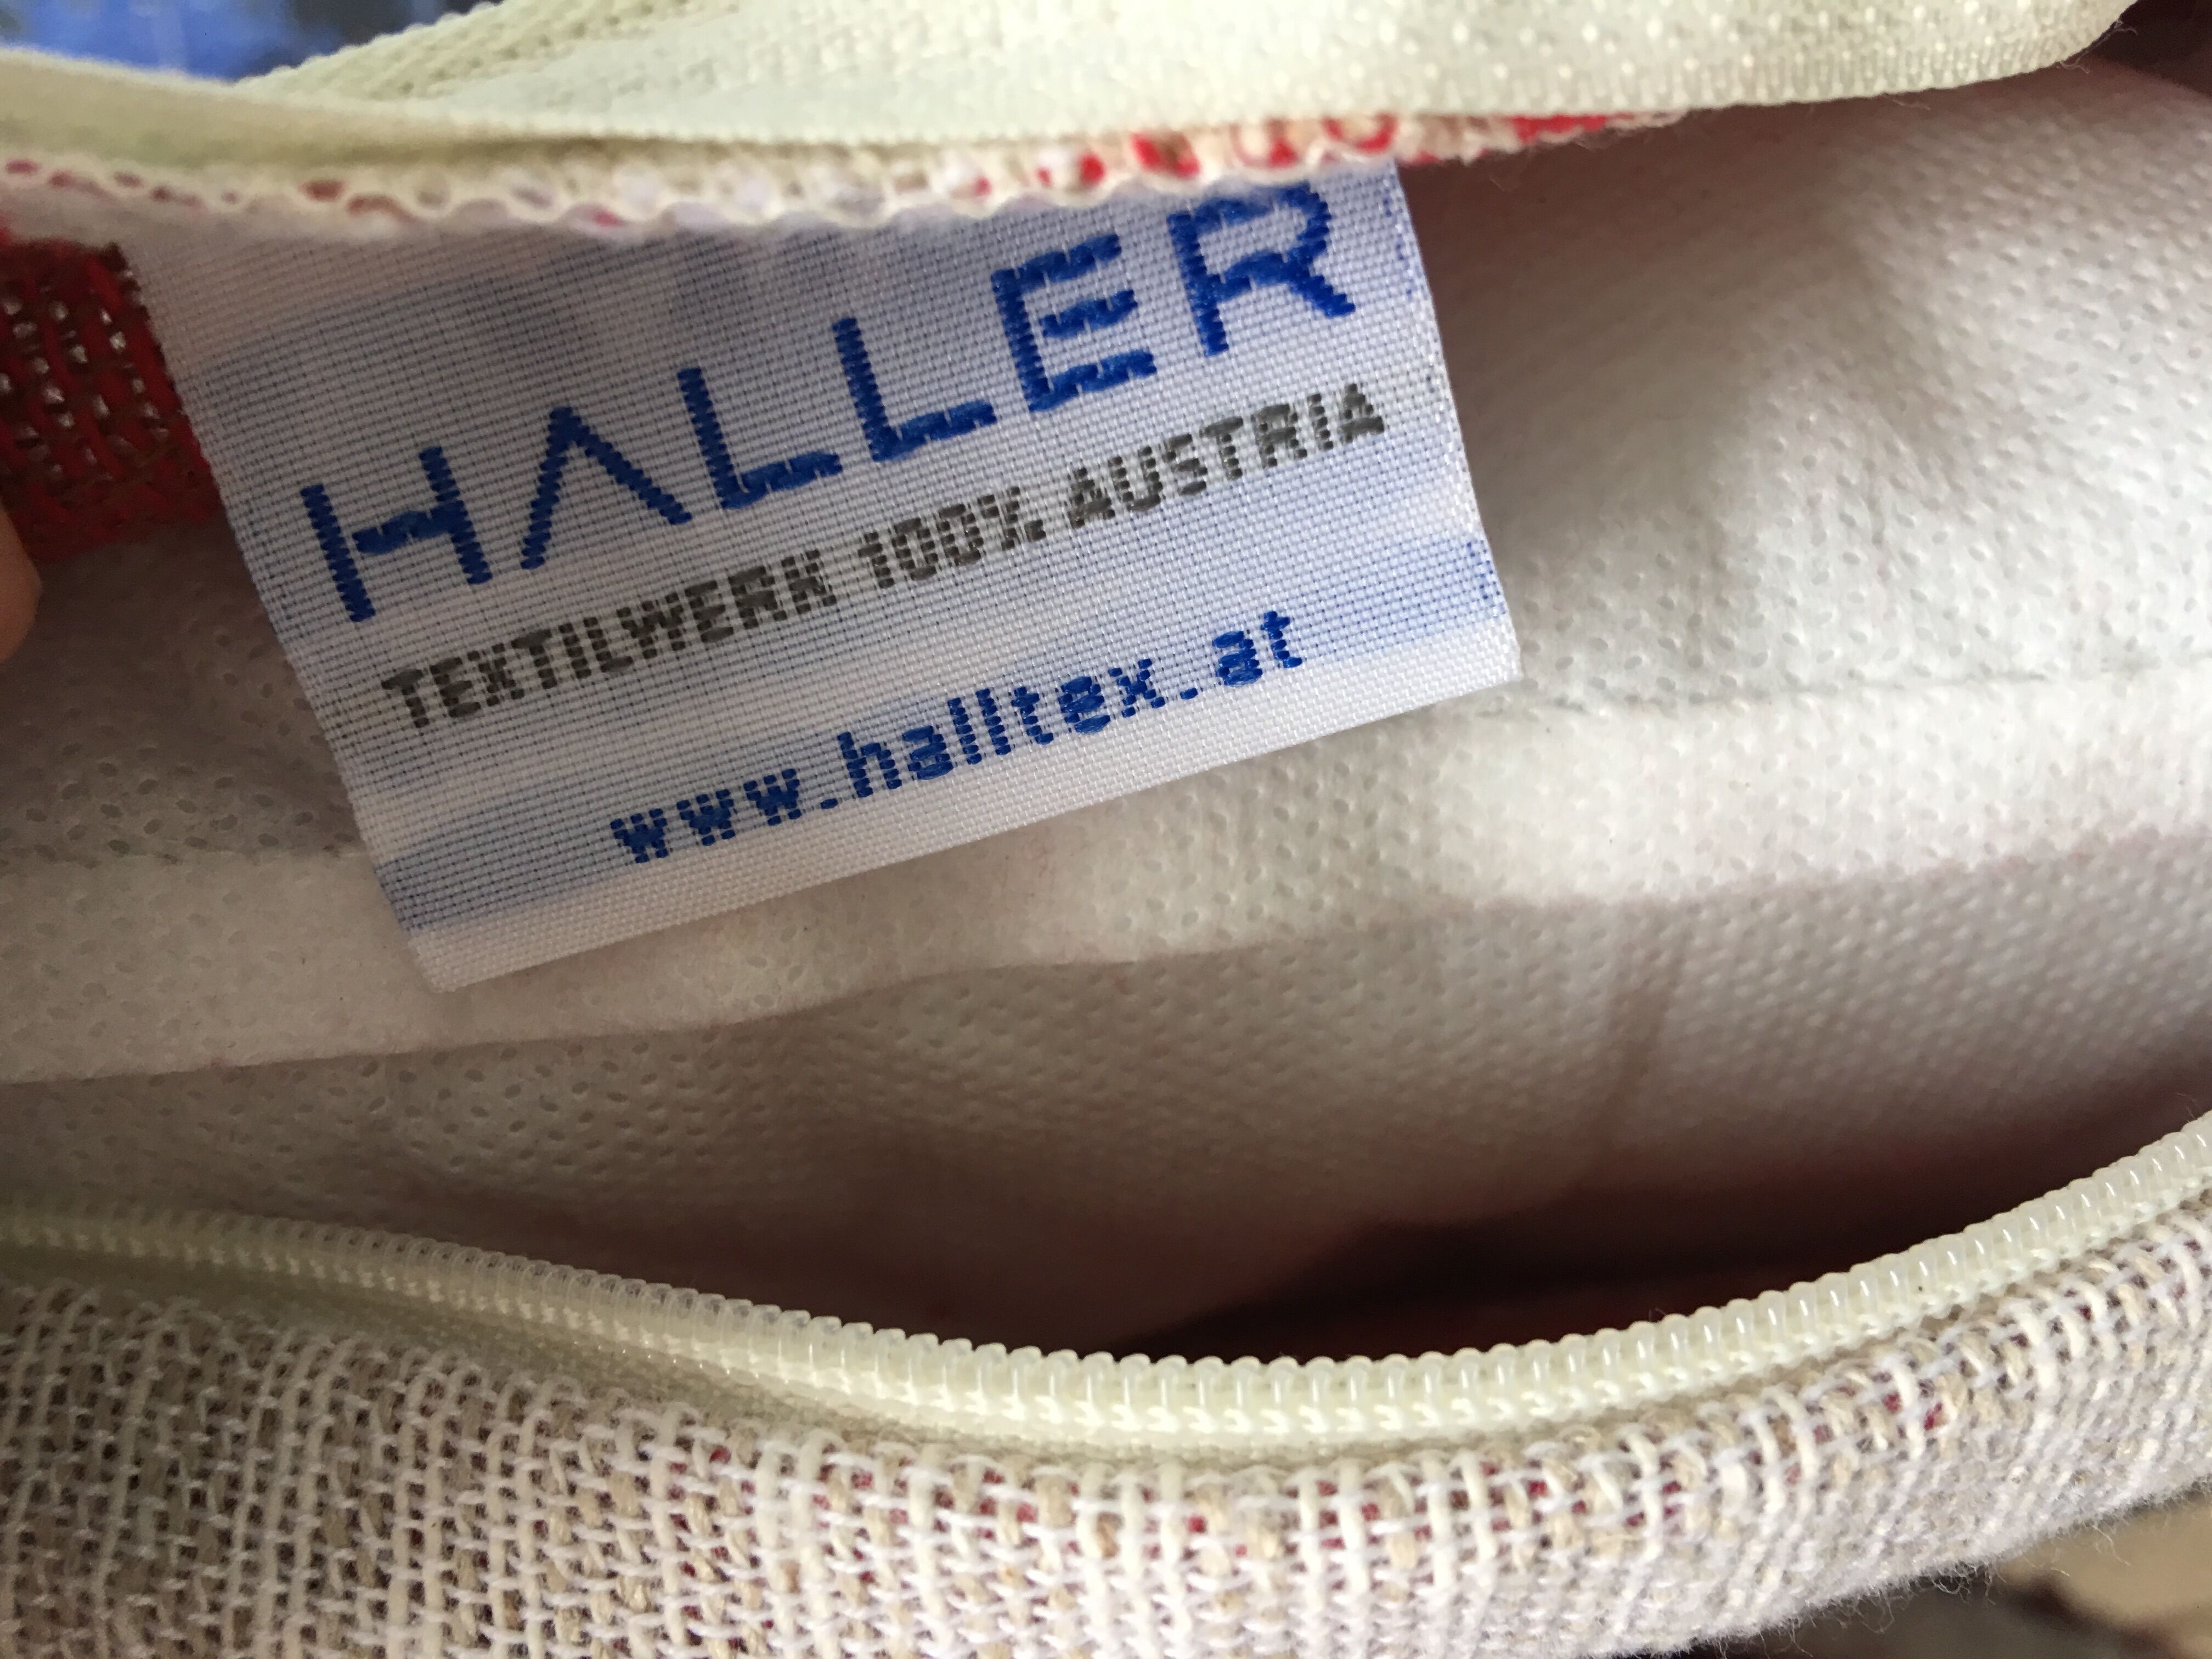 HALLER
TEXTILWERK 100% AUSTRIA
www.halltex.at